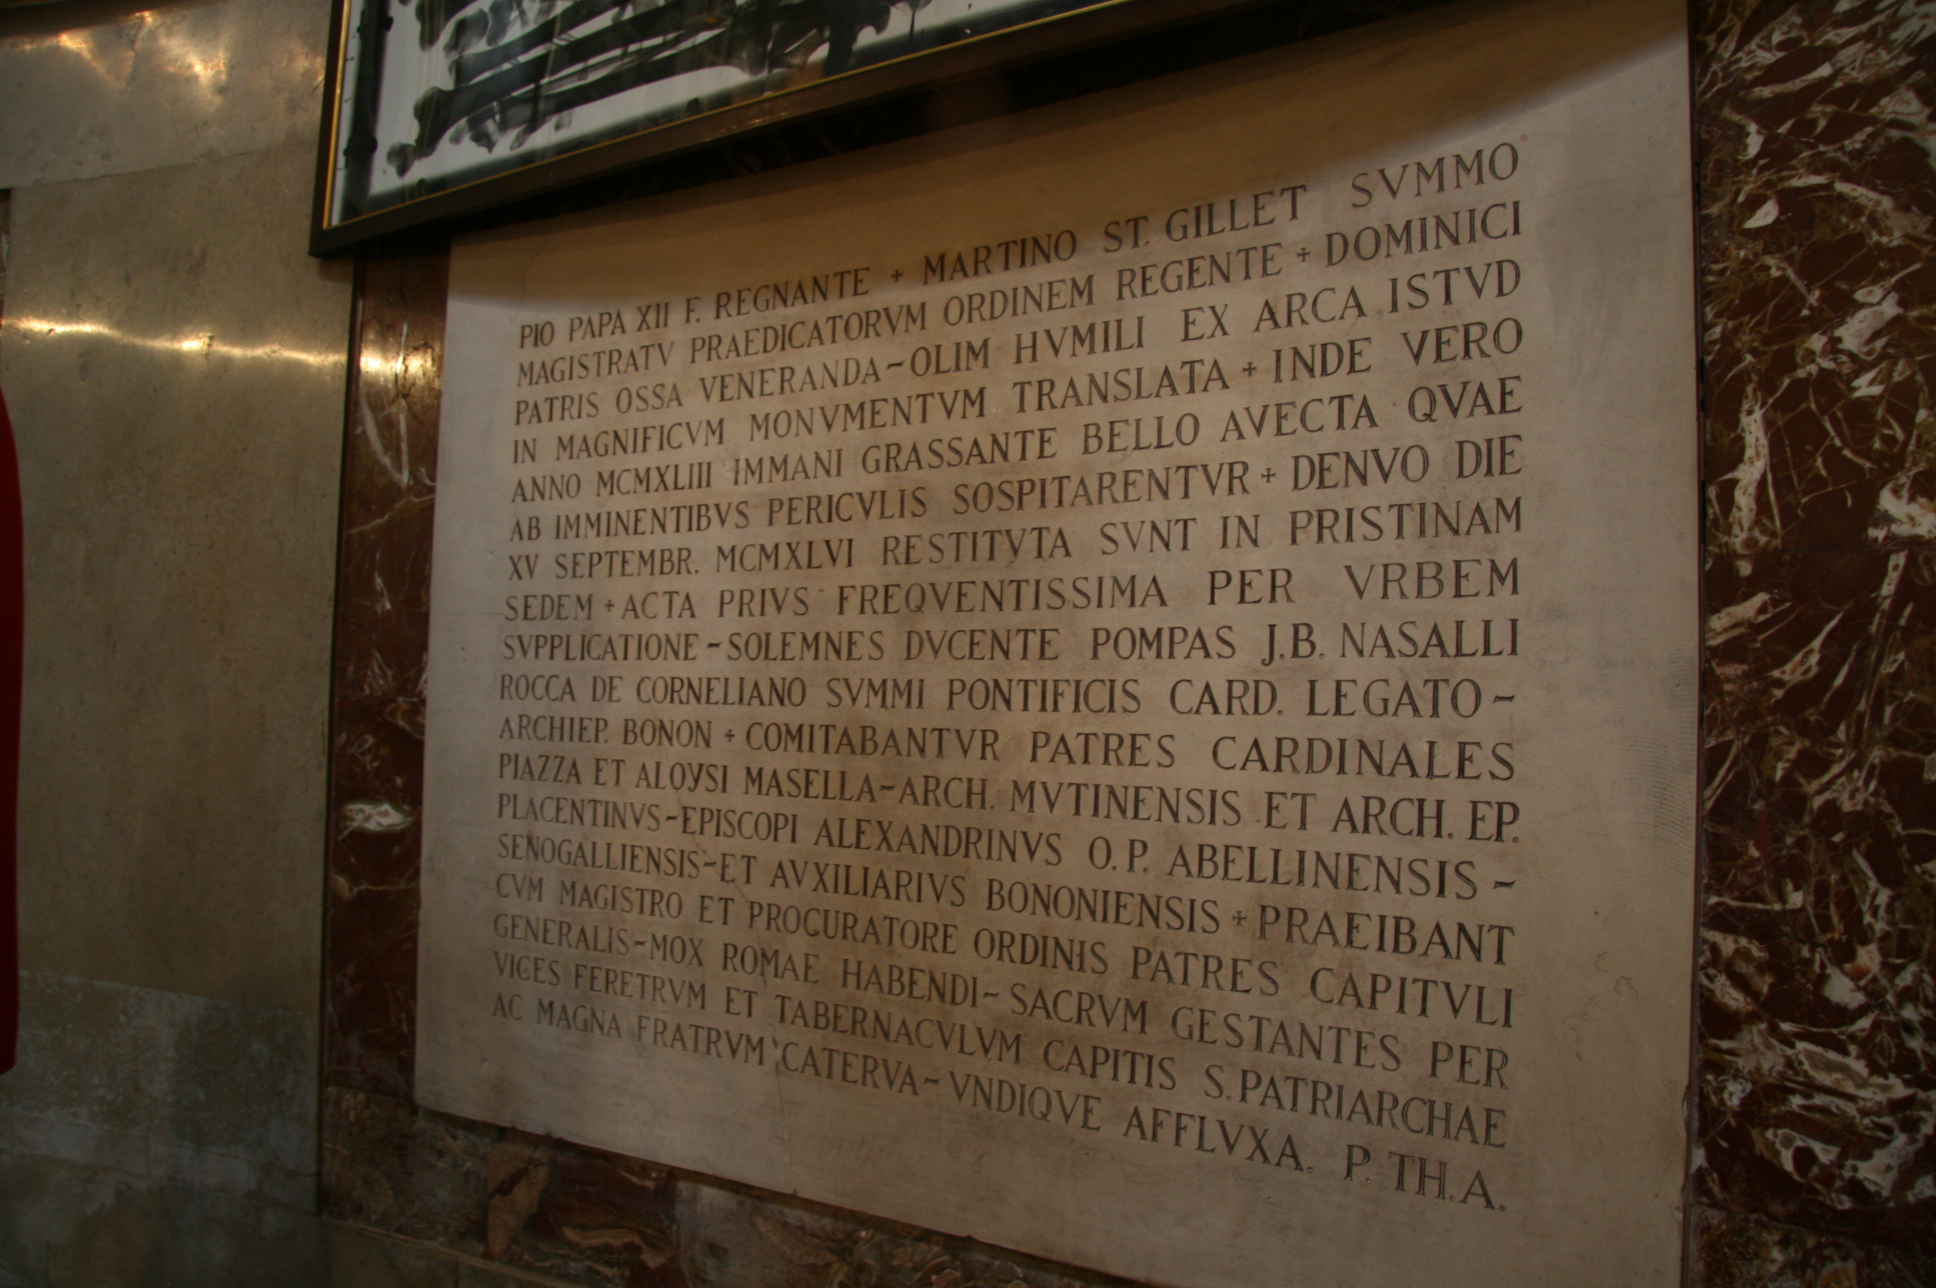 PIO PAPA XII F. REGNANTE + MARTINO ST. GILLET SVMMO
MAGISTRATV PRAEDICATORVM ORDINEM REGENTE + DOMINICI
PATRIS OSSA VENERANDA ~ OLIM HVMILI EX ARCA ISTVD
IN MAGNIFICVM MONVMENTVM TRANSLATA + INDE VERO
ANNO MCMXLIII IMMANI GRASSANTE BELLO AVECTA QVAE
AB IMMINENTIBVS PERICVLIS SOSPITARENTVR + DENVO DIE
XV SEPTEMBR. MCMXLVI RESTITVTA SVNT IN PRISTINAM
SEDEM + ACTA PRIVS FREQVENTISSIMA PER VRBEM
SVPPLICATIONE ~ SOLEMNES DVCENTE POMPAS J.B. NASALLI
ROCCA DE CORNELIANO SVMMI PONTIFICIS CARD. LEGATO ~
ARCHIEP. BONON + COMITABANTVR PATRES CARDINALES
PIAZZA ET ALOYSI MASELLA ~ ARCH. MVTINENSIS ET ARCH. EP.
PLACENTINVS ~ EPISCOPI ALEXANDRINVS O.P. ABELLINENSIS ~
SENOGALLIENSIS ~ ET AVXILIARIVS BONONIENSIS + PRAEIBANT
CVM MAGISTRO ET PROCURATORE ORDINIS PATRES CAPITVLI
GENERALIS ~ MOX ROMAE HABENDI ~ SACRVM GESTANTES PER
VICES FERETRVM ET TABERNACVLVM CAPITIS S. PATRIARCHAE
AC MAGNA FRATRVM CATERVA ~ VNDIQVE AFFLVXA. P. TH. A.